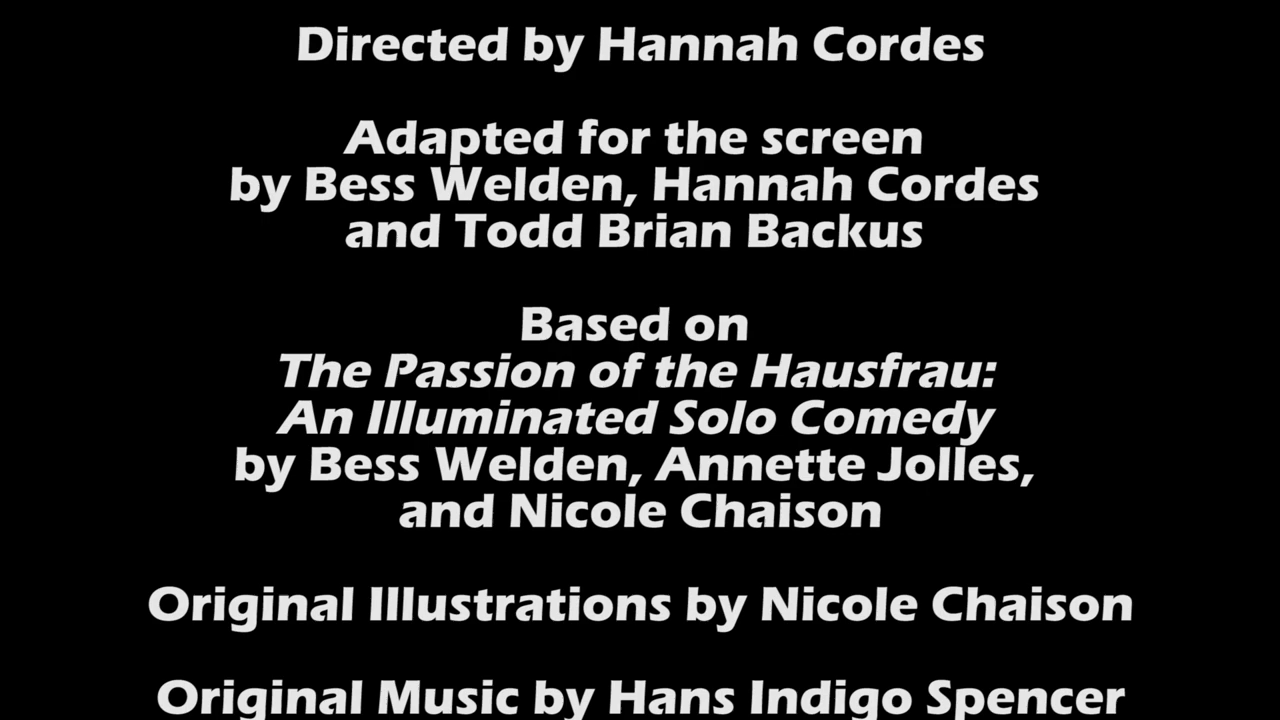 Directed by Hannah Cordes
Adapted for the screen
by Bess Welden, Hannah Cordes
and Todd Brian Backus
Based on
The Passion of the Hausfrau:
An Illuminated Solo Comedy
by Bess Welden, Annette Jolles,
and Nicole Chaison
Original Illustrations by Nicole Chaison
Original Music by Hans Indigo Spencer